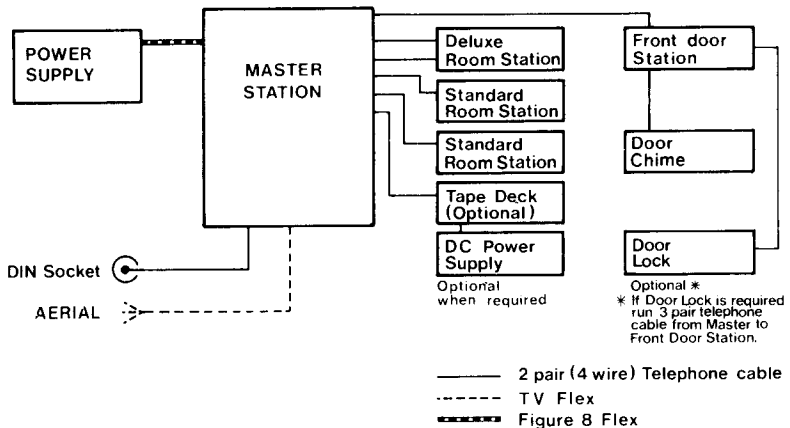 POWER
SUPPLY
MASTER
STATION
Deluxe
Room Station
Standard
Room Station
Standard
Room Station
Tape Deck
(Optional)
DC Power
Supply
Optional
when required
Front door
Station
Door
Chime
Door
Lock
Optional *
* If Door Lock is required
run 3 pair telephone
cable from Master to
Front Door Station.
DIN Socket
AERIAL
2 pair (4 wire) Telephone cable
TV Flex
Figure 8 Flex